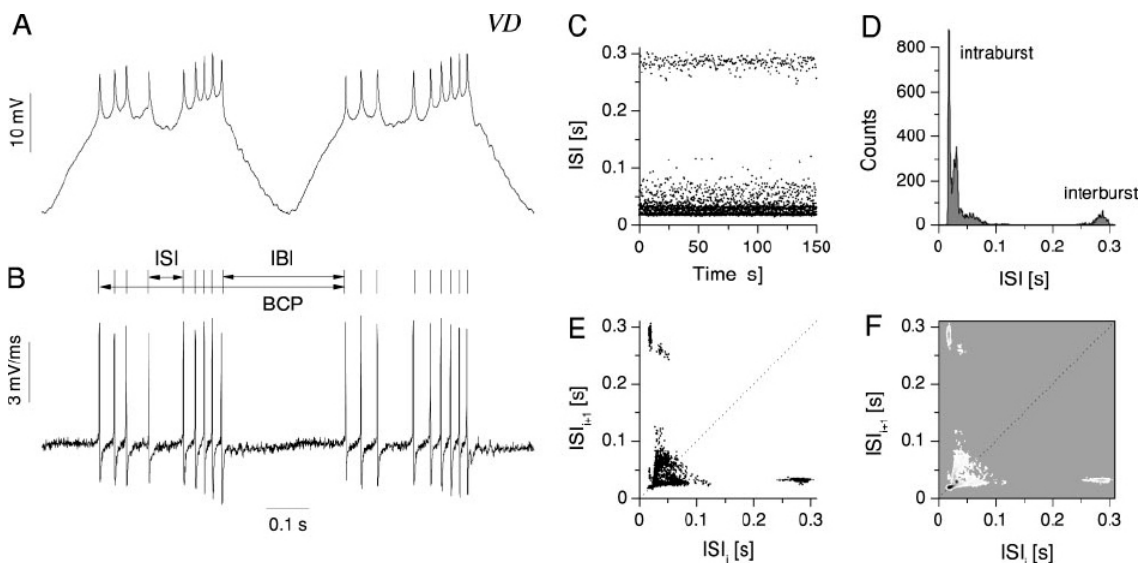 A
VD
10 mV
B
ISI
IBI
BCP
3 mV/ms
0.1 s
C
0.3
0.2
0.1
0
ISI [s]
0
50
100
150
Time s]
D
800
600
400
200
0
Counts
intraburst
interburst
0
0.1
0.2
0.3
ISI [s]
E
0.3
0.2
0.1
0
ISIi+1 [s]
0
0.1
0.2
0.3
ISIi [s]
F
0.3
0.2
0.1
0
ISIi+1 [s]
0
0.1
0.2
0.3
ISIi [s]